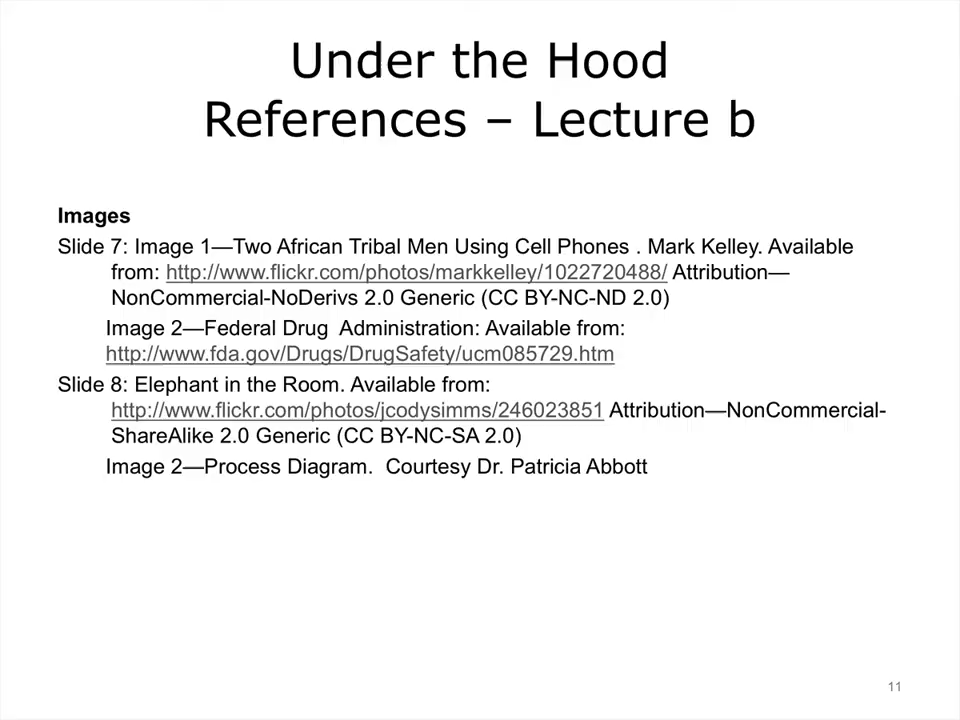 Under the Hood
References – Lecture b
Images
Slide 7: Image 1—Two African Tribal Men Using Cell Phones . Mark Kelley. Available
from: http://www.flickr.com/photos/markkelley/1022720488/ Attribution—
NonCommercial-NoDerivs 2.0 Generic (CC BY-NC-ND 2.0)
Image 2—Federal Drug  Administration: Available from:
http://www.fda.gov/Drugs/DrugSafety/ucm085729.htm
Slide 8: Elephant in the Room. Available from:
http://www.flickr.com/photos/jcodysimms/246023851 Attribution—NonCommercial-
ShareAlike 2.0 Generic (CC BY-NC-SA 2.0)
Image 2—Process Diagram.  Courtesy Dr. Patricia Abbott
11